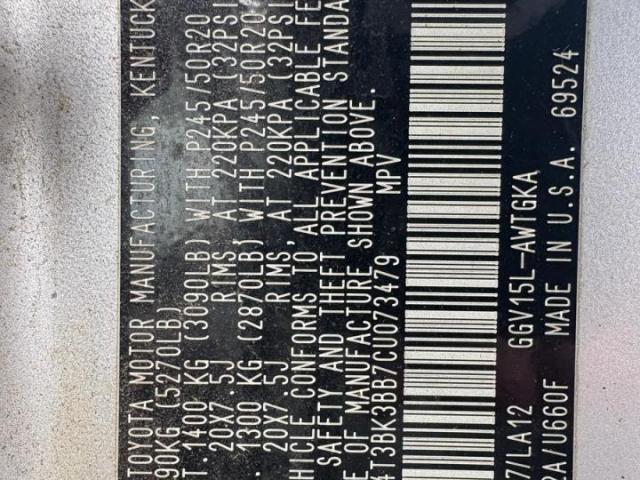 TOYOTA MOTOR MANUFACTURING, KENTUCK
90KG (5270LB)
T. 1400 KG (3090LB) WITH P245/50R20
20X7.5J RIMS, AT 220KPA (32PSI
. 1300 KG (2870LB) WITH P245/50R20
20X7.5J RIMS, AT 220KPA (32PSI
HICLE CONFORMS TO ALL APPLICABLE FE
SAFETY AND THEFT PREVENTION STANDA
E OF MANUFACTURE SHOWN ABOVE.
4T3BK3BB7CU073479 MPV
7/LA12 GGV15L-AWTGKA
2A/U660F MADE IN U.S.A. 69524